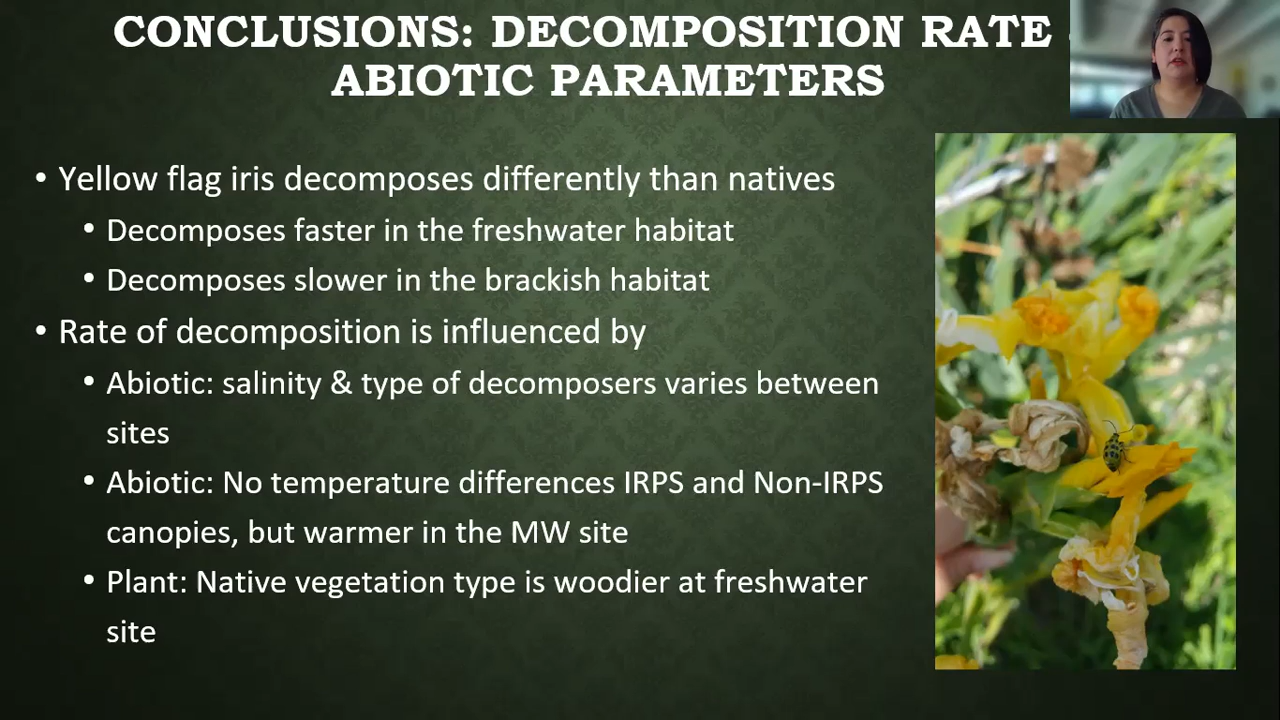 CONCLUSIONS: DECOMPOSITION RATE
ABIOTIC PARAMETERS
• Yellow flag iris decomposes differently than natives
• Decomposes faster in the freshwater habitat
• Decomposes slower in the brackish habitat
• Rate of decomposition is influenced by
• Abiotic: salinity & type of decomposers varies between
sites
• Abiotic: No temperature differences IRPS and Non-IRPS
canopies, but warmer in the MW site
• Plant: Native vegetation type is woodier at freshwater
site